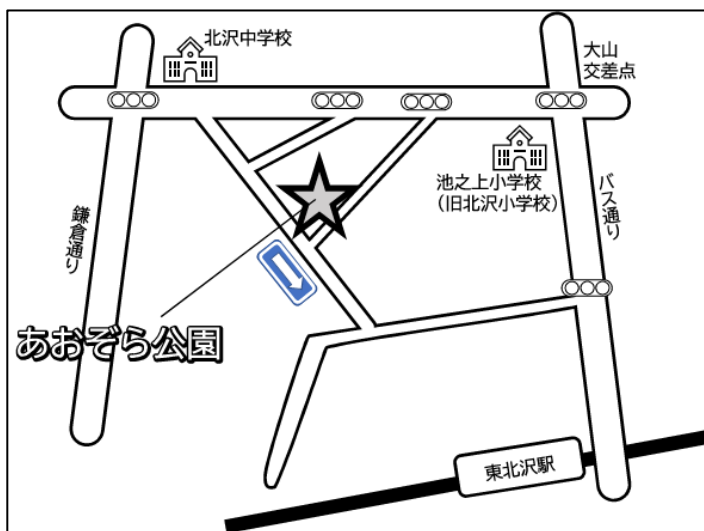 北沢中学校
大山
交差点
池之上小学校
（旧北沢小学校）
バス通り
鎌倉通り
あおぞら公園
東北沢駅